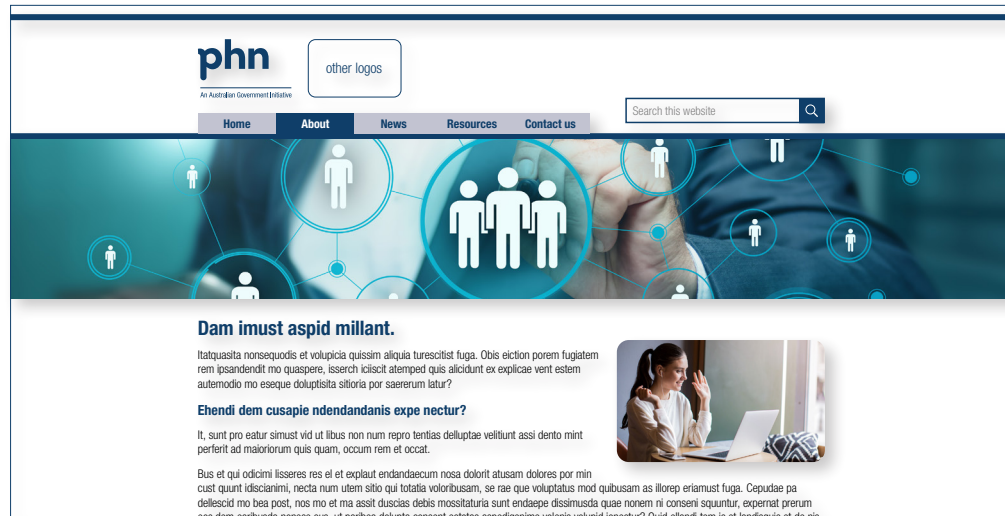 phn
other logos
An Australian Government Initiative
Search this website
Home About News Resources Contact us
Dam imust aspid millant.
Itatquasita nonsequodis et volupicia quissim aliquia turescitist fuga. Obis eiction porem fugiatem
rem ipsandendit mo quaspere, isserch iciiscit atemped quis alicidunt ex explicae vent estem
automodio mo eseque doluptisita sitioria por saererum latur?
Ehendi dem cusapie ndendandanis expe nectur?
It, sunt pro eatur simust vid ut libus non num repro tentias delluptae velitiunt assi dento mint
perferit ad maioriorum quis quam, occum rem et occat.
Bus et qui odicimi lisseres res el et explaut endandaecum nosa dolorit atusam dolores por min
cust quunt idiscianimi, necta num utem sitio qui totatia voloribusam, se rae que voluptatus mod quibusam as illorep eriamust fuga. Cepudae pa
dellescid mo bea post, nos mo et ma assit duscias debis mossitaturia sunt endaepe dissimusda quae nonem ni conseni squuntur, expernat prerum